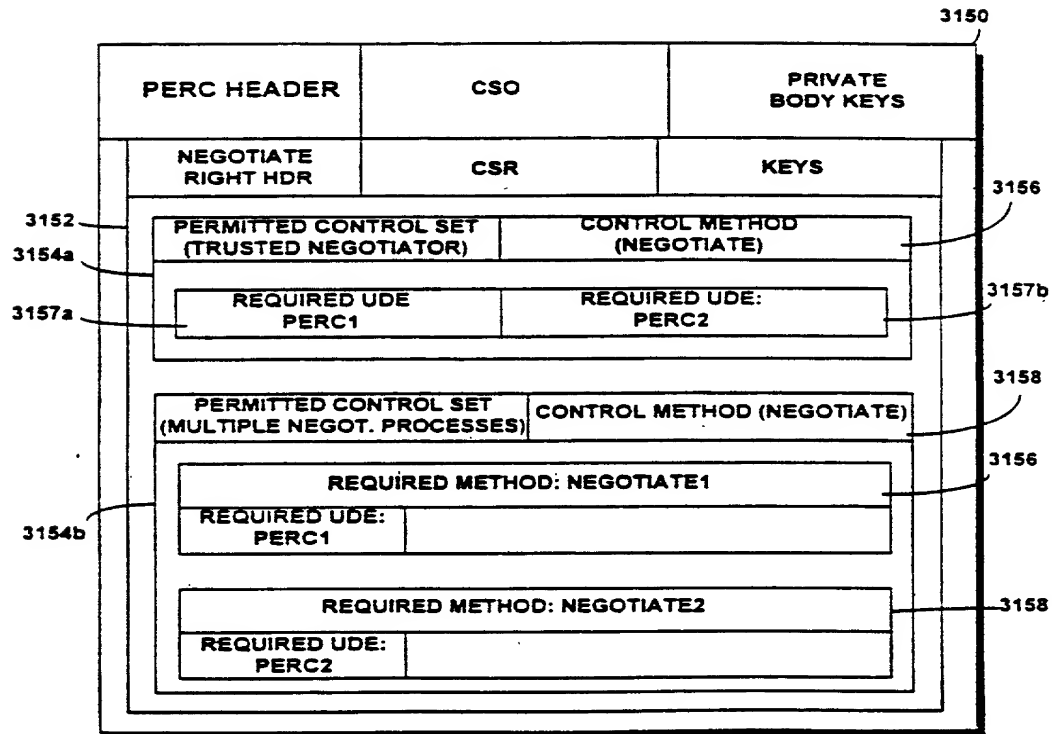 3150
PERC HEADER
CSO
PRIVATE
BODY KEYS
NEGOTIATE
RIGHT HDR
CSR
KEYS
3156
3152
PERMITTED CONTROL SET
(TRUSTED NEGOTIATOR)
CONTROL METHOD
(NEGOTIATE)
3154a
REQUIRED UDE
PERC1
REQUIRED UDE:
PERC2
3157b
3157a
3158
PERMITTED CONTROL SET
(MULTIPLE NEGOT. PROCESSES)
CONTROL METHOD (NEGOTIATE)
3156
REQUIRED METHOD: NEGOTIATE1
REQUIRED UDE:
PERC1
3154b
REQUIRED METHOD: NEGOTIATE2
3158
REQUIRED UDE:
PERC2